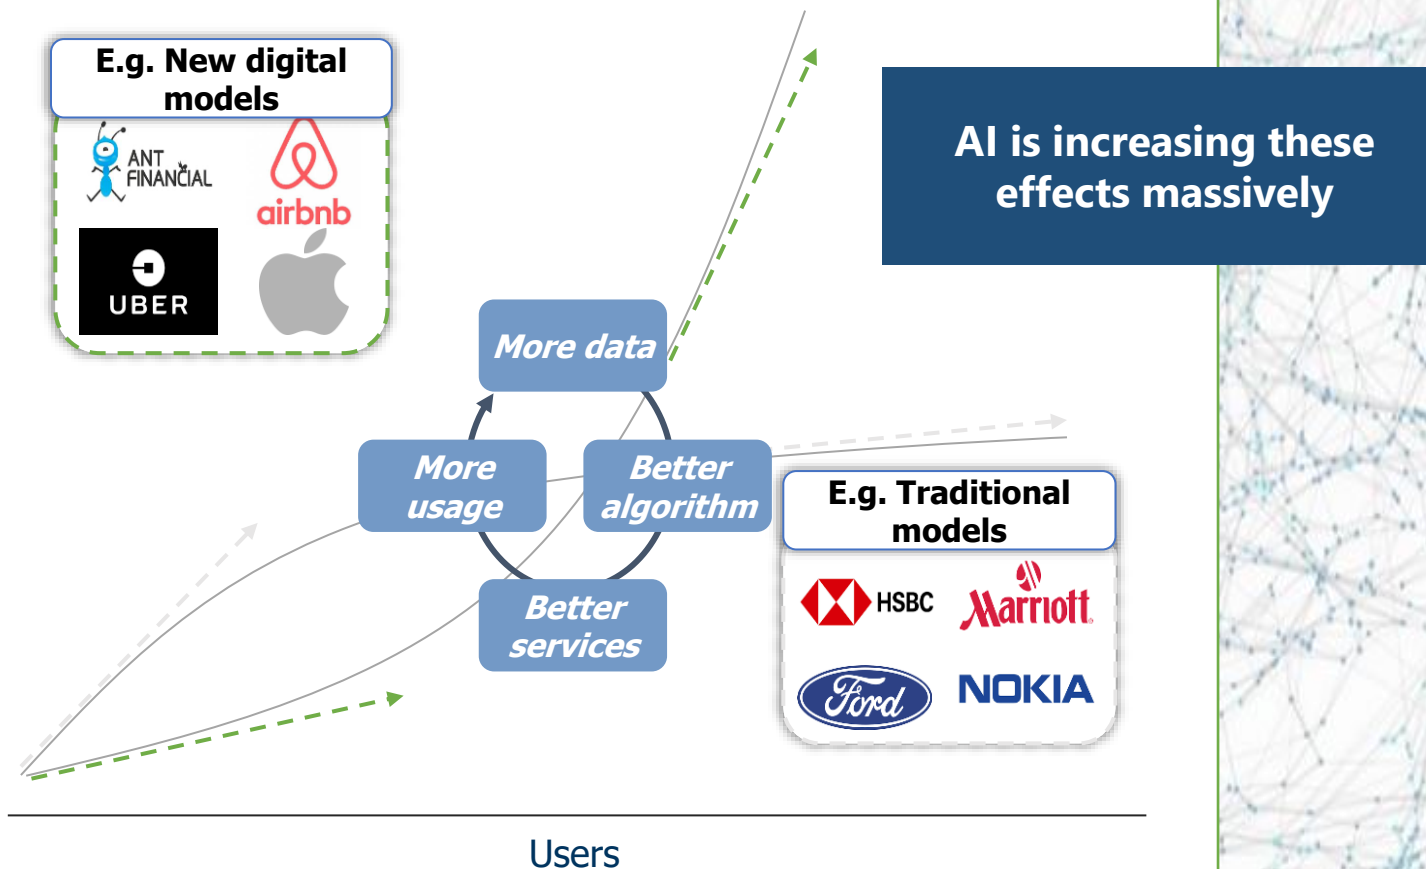 E.g. New digital
models
ANT
FINANCIAL
airbnb
UBER
AI is increasing these
effects massively
More data
More
usage
Better
algorithm
Better
services
E.g. Traditional
models
HSBC
Marriott
Ford
NOKIA
Users